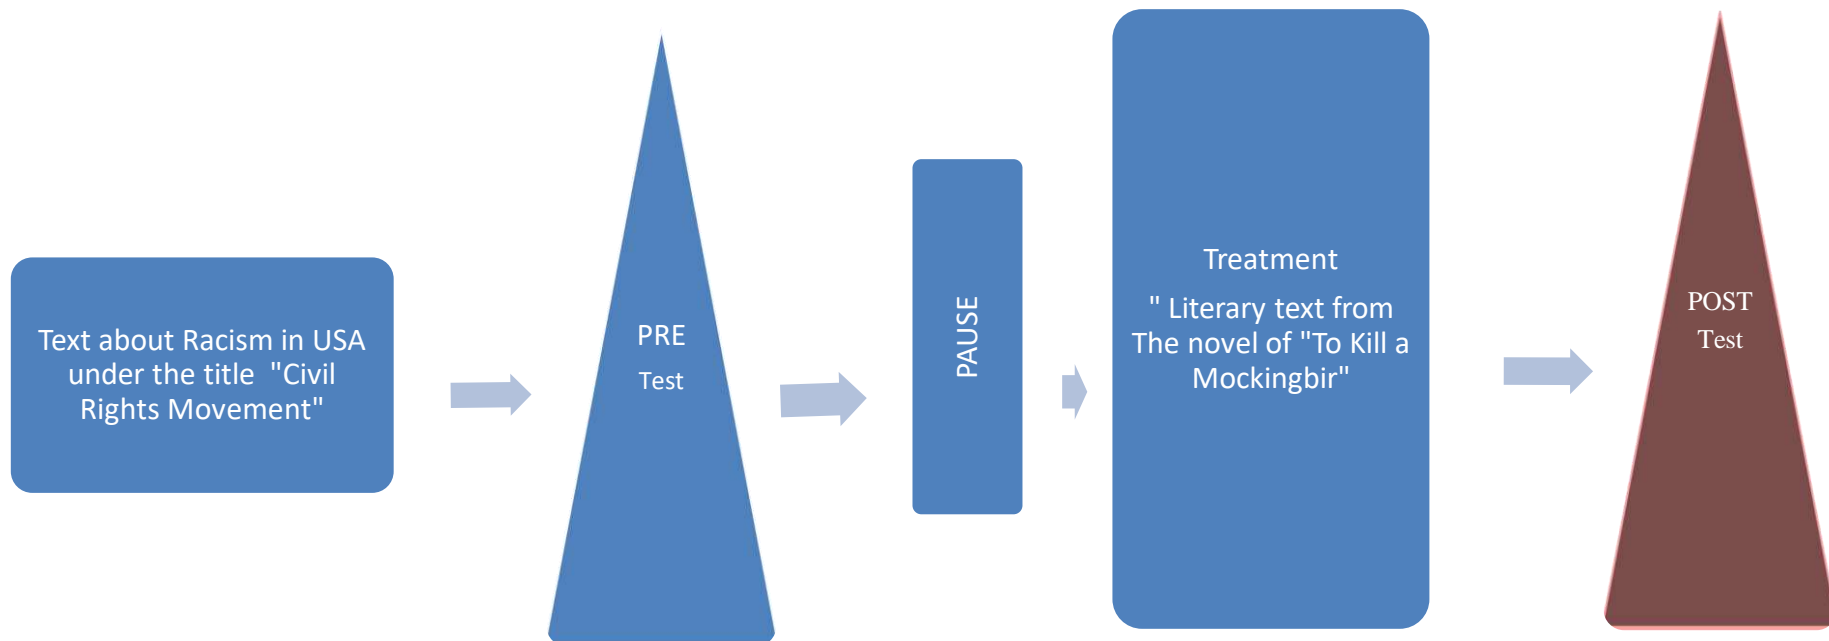 Text about Racism in USA
under the title  "Civil
Rights Movement"
PRE
Test
PAUSE
Treatment
" Literary text from
The novel of "To Kill a
Mockingbir"
POST
Test